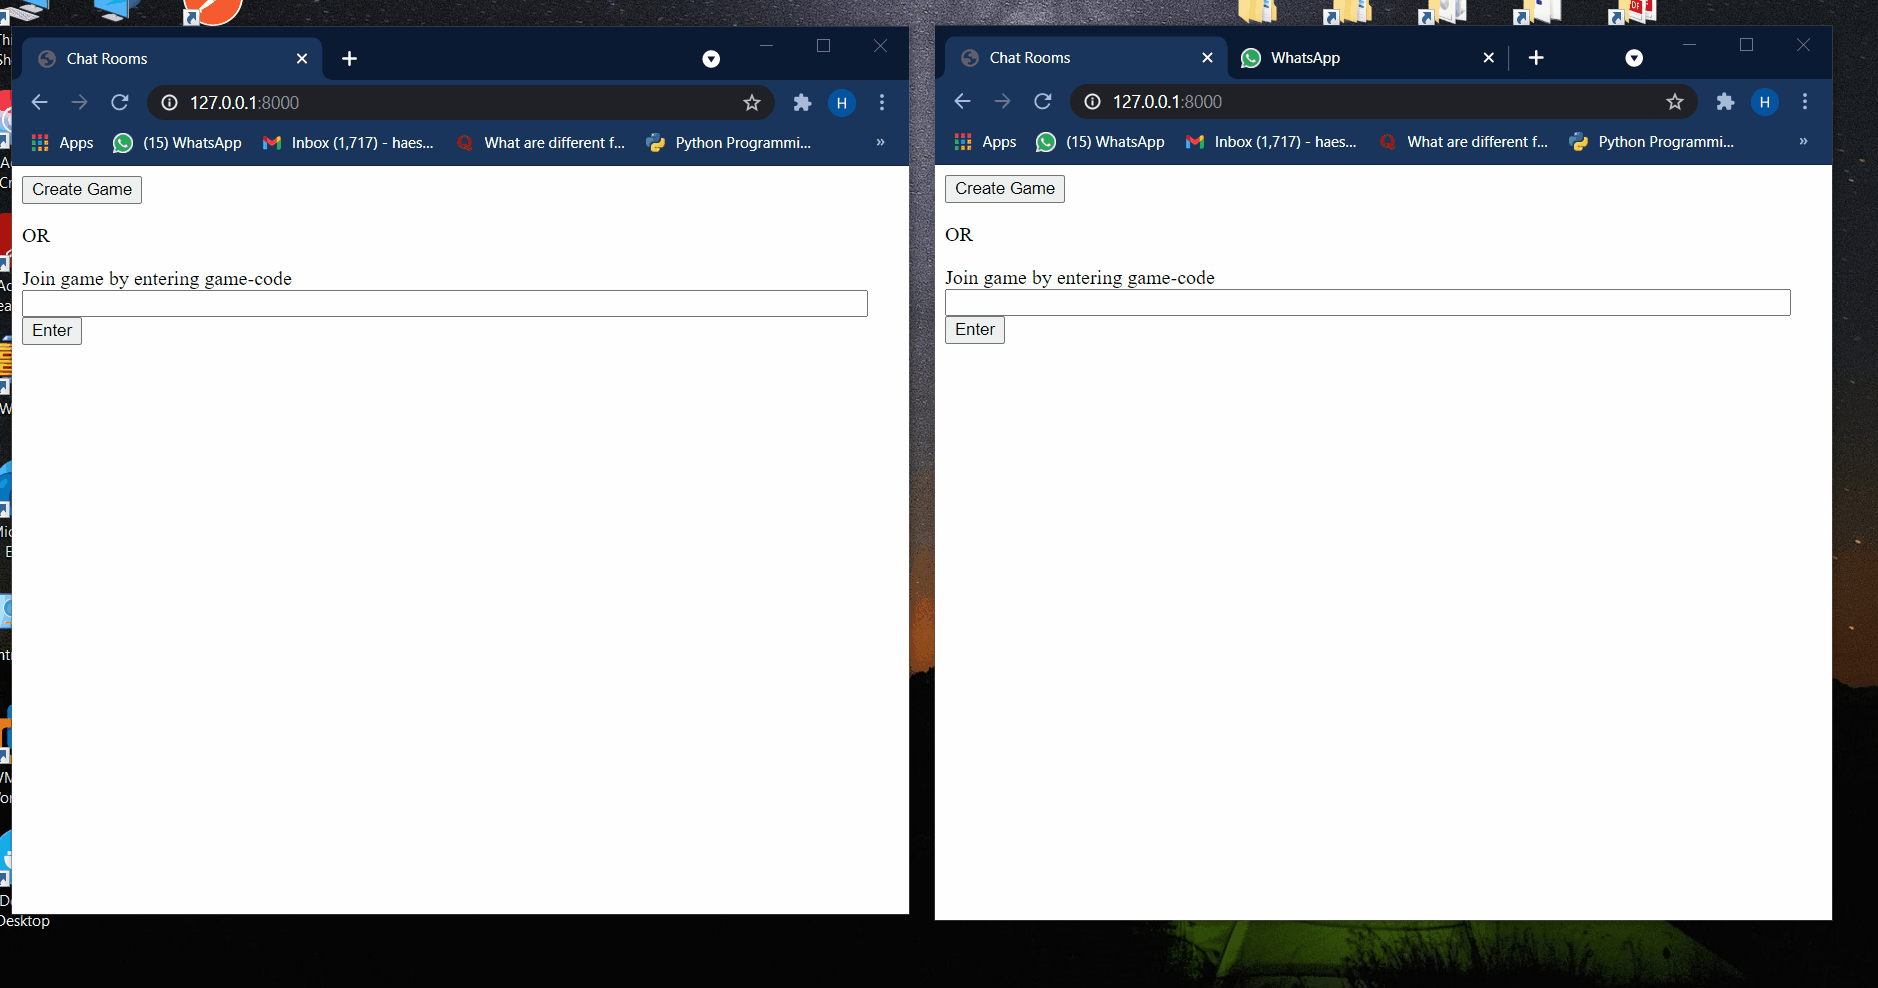 Chat Rooms
127.0.0.1:8000
H
Apps
(15) WhatsApp
Inbox (1,717) - haes...
What are different f...
Python Programmi...
»
Create Game
OR
Join game by entering game-code
Enter
Chat Rooms
WhatsApp
127.0.0.1:8000
H
Apps
(15) WhatsApp
Inbox (1,717) - haes...
What are different f...
Python Programmi...
»
Create Game
OR
Join game by entering game-code
Enter
Desktop